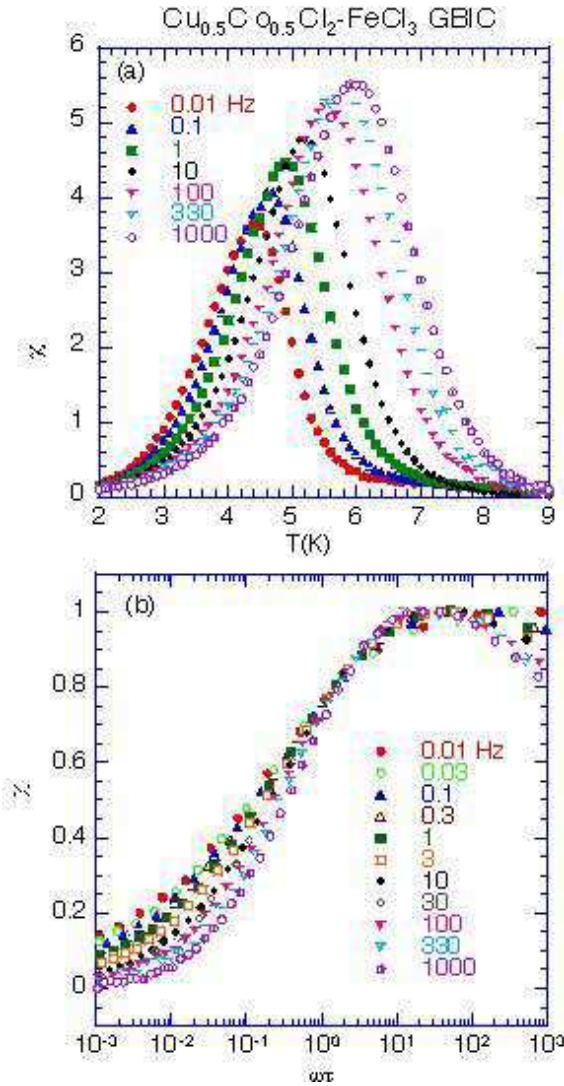 Cu₀.₅Co₀.₅Cl₂-FeCl₃ GBIC
6
(a)
0.01 Hz
5
0.1
1
10
4
100
330
1000
3
χ
2
1
0
2 3 4 5 6 7 8 9
T(K)
(b)
1
0.8
0.6
0.01 Hz
0.03
0.1
χ
0.3
0.4
1
3
10
0.2
30
100
330
0
1000
10⁻³ 10⁻² 10⁻¹ 10⁰ 10¹ 10² 10³
ωτ